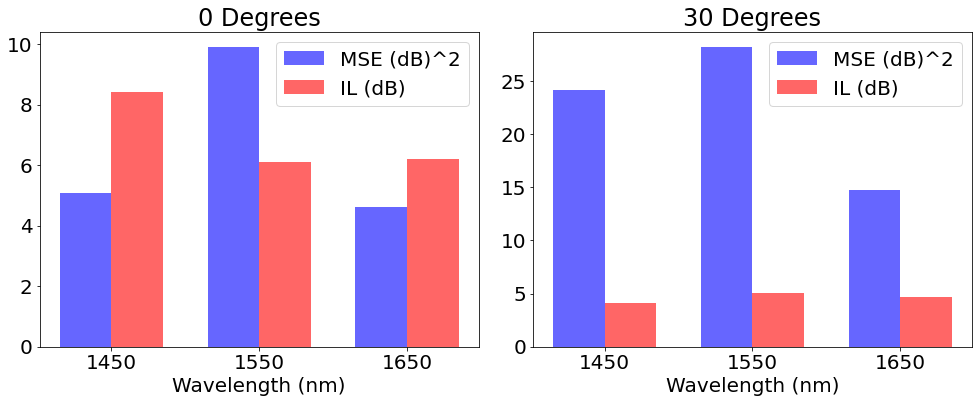 0 Degrees
10
8
6
4
2
0
MSE (dB)^2
IL (dB)
1450 1550 1650
Wavelength (nm)
30 Degrees
25
20
15
10
5
0
MSE (dB)^2
IL (dB)
1450 1550 1650
Wavelength (nm)